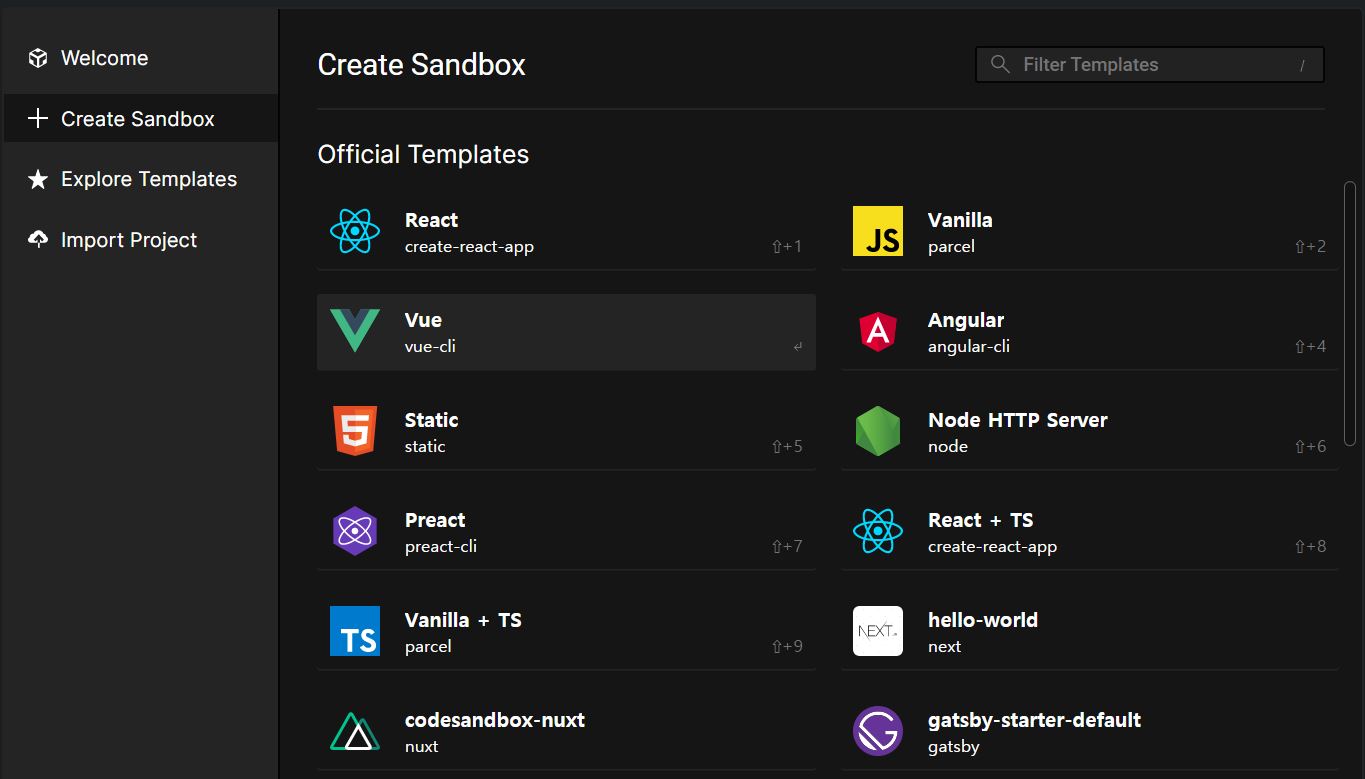 Welcome
Create Sandbox
Explore Templates
Import Project
Create Sandbox
Filter Templates /
Official Templates
React
create-react-app ⇧+1
JS
Vanilla
parcel ⇧+2
Vue
vue-cli ↵
A
Angular
angular-cli ⇧+4
5
Static
static ⇧+5
Node HTTP Server
node ⇧+6
Preact
preact-cli ⇧+7
React + TS
create-react-app ⇧+8
TS
Vanilla + TS
parcel ⇧+9
NEXT.
hello-world
next
codesandbox-nuxt
nuxt
G
gatsby-starter-default
gatsby